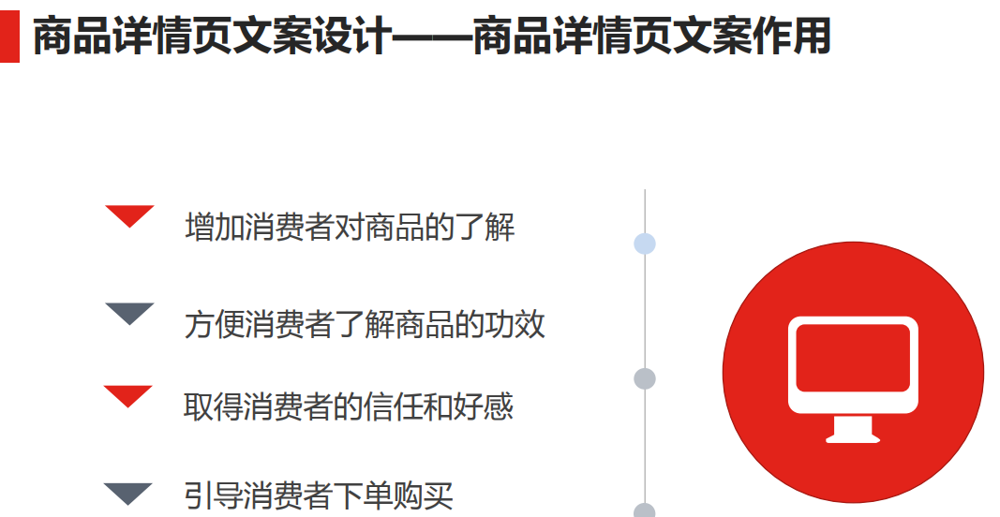 商品详情页文案设计——商品详情页文案作用
增加消费者对商品的了解
方便消费者了解商品的功效
取得消费者的信任和好感
引导消费者下单购买